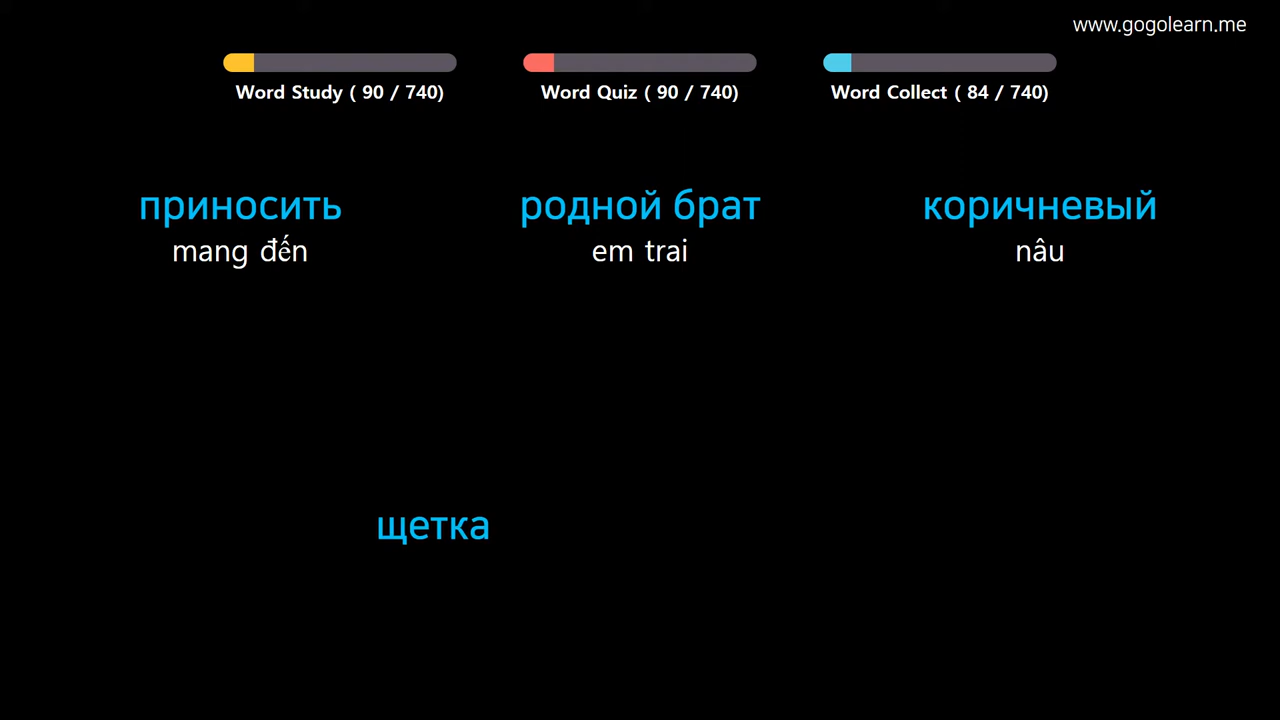 www.gogolearn.me
Word Study ( 90 / 740)
Word Quiz ( 90 / 740)
Word Collect ( 84 / 740)
приносить
mang đến
родной брат
em trai
коричневый
nâu
щетка